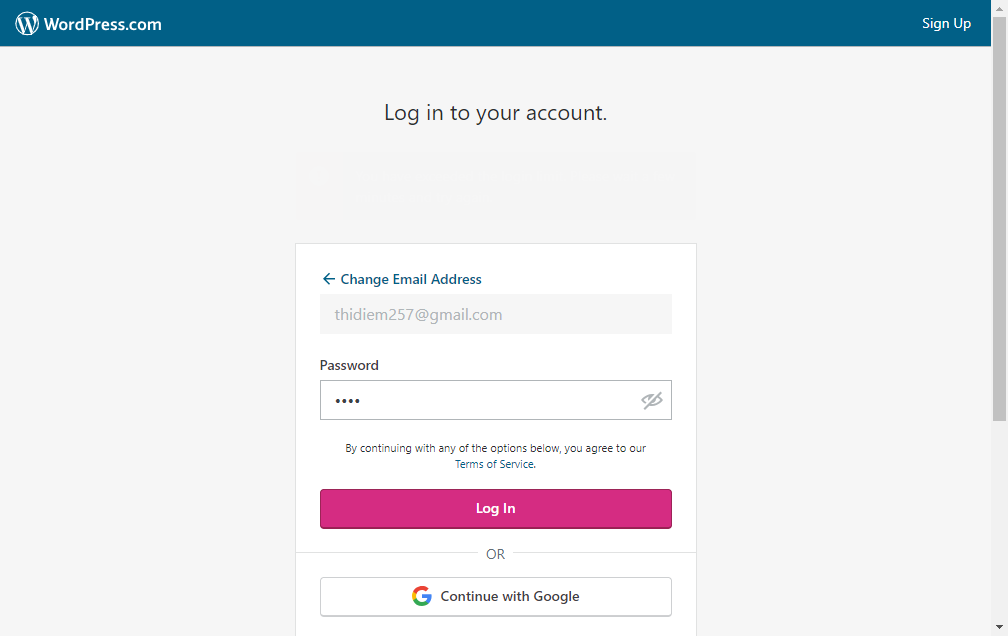 WordPress.com
Sign Up
Log in to your account.
Change Email Address
thidiem257@gmail.com
Password
••••
By continuing with any of the options below, you agree to our
Terms of Service.
Log In
OR
Continue with Google